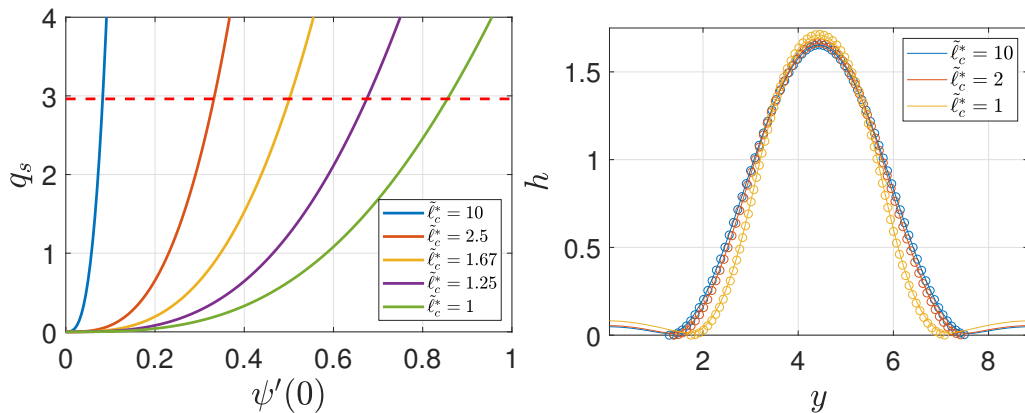 4
3
2
1
0
0
0.2
0.4
0.6
0.8
1
q_s
ψ′(0)
ℓ̃*_c = 10
ℓ̃*_c = 2.5
ℓ̃*_c = 1.67
ℓ̃*_c = 1.25
ℓ̃*_c = 1
1.5
1
0.5
0
2
4
6
8
h
y
ℓ̃*_c = 10
ℓ̃*_c = 2
ℓ̃*_c = 1